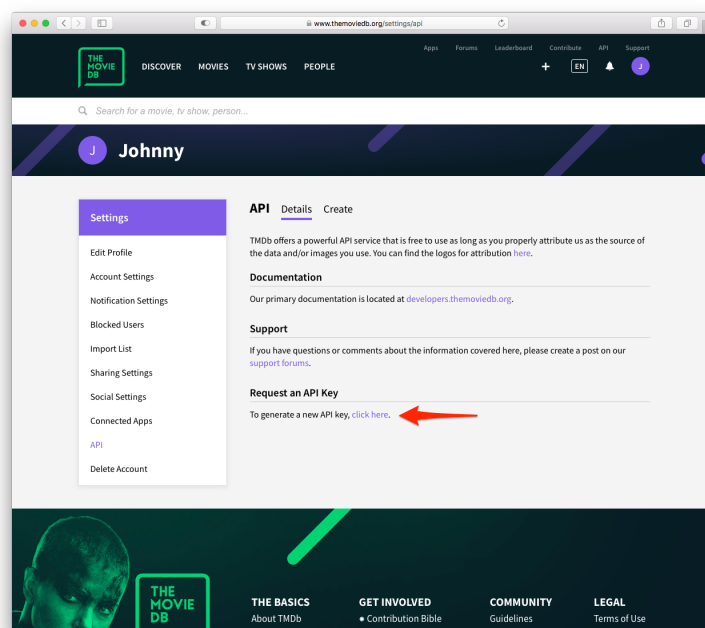 www.themoviedb.org/settings/api
Apps Forums Leaderboard Contribute API Support
THE
MOVIE
DB
DISCOVER MOVIES TV SHOWS PEOPLE
+ EN J
Search for a movie, tv show, person...
J Johnny
Settings
Edit Profile
Account Settings
Notification Settings
Blocked Users
Import List
Sharing Settings
Social Settings
Connected Apps
API
Delete Account
API Details Create
TMDb offers a powerful API service that is free to use as long as you properly attribute us as the source of
the data and/or images you use. You can find the logos for attribution here.
Documentation
Our primary documentation is located at developers.themoviedb.org.
Support
If you have questions or comments about the information covered here, please create a post on our
support forums.
Request an API Key
To generate a new API key, click here.
THE
MOVIE
DB
THE BASICS GET INVOLVED COMMUNITY LEGAL
About TMDb • Contribution Bible Guidelines Terms of Use